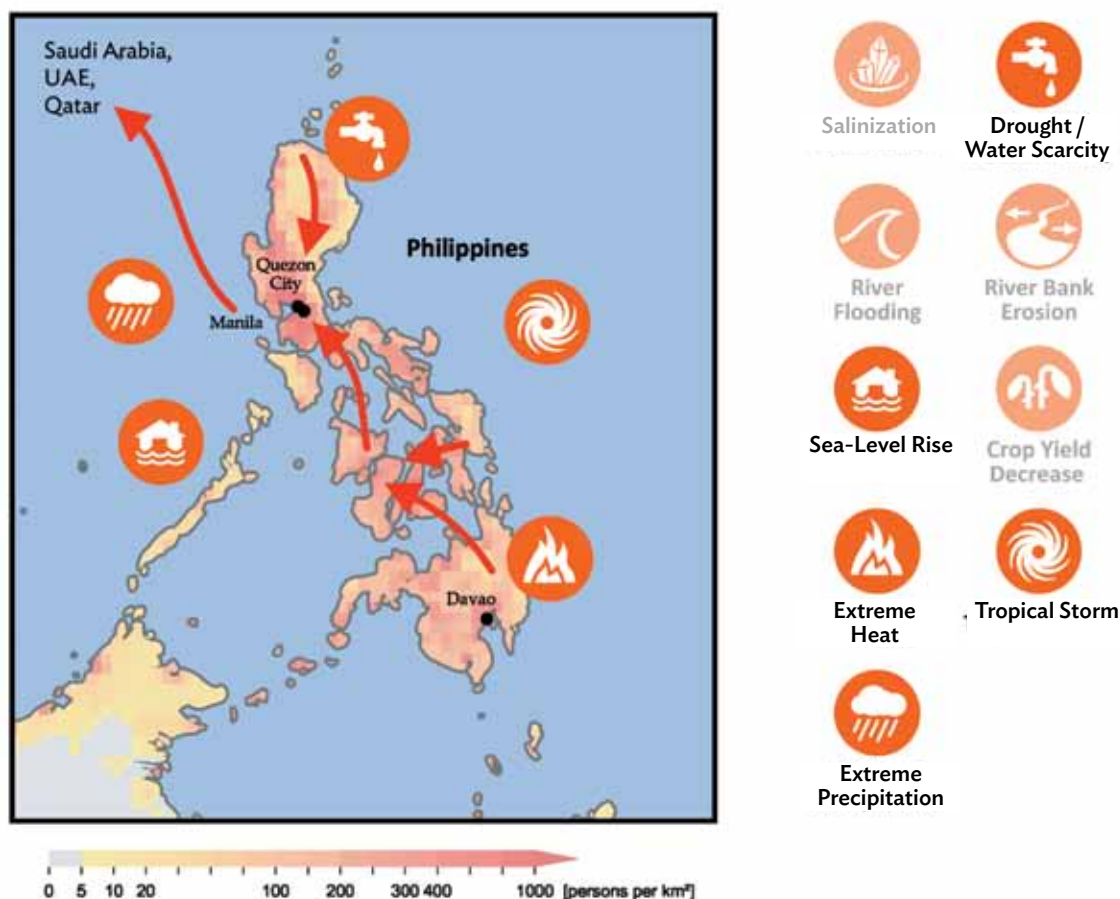 Saudi Arabia,
UAE,
Qatar
Philippines
Quezon
City
Manila
Davao
0 5 10 20 100 200 300 400 1000 [persons per km²]
Salinization
Drought /
Water Scarcity
River
Flooding
River Bank
Erosion
Sea-Level Rise
Crop Yield
Decrease
Extreme
Heat
Tropical Storm
Extreme
Precipitation